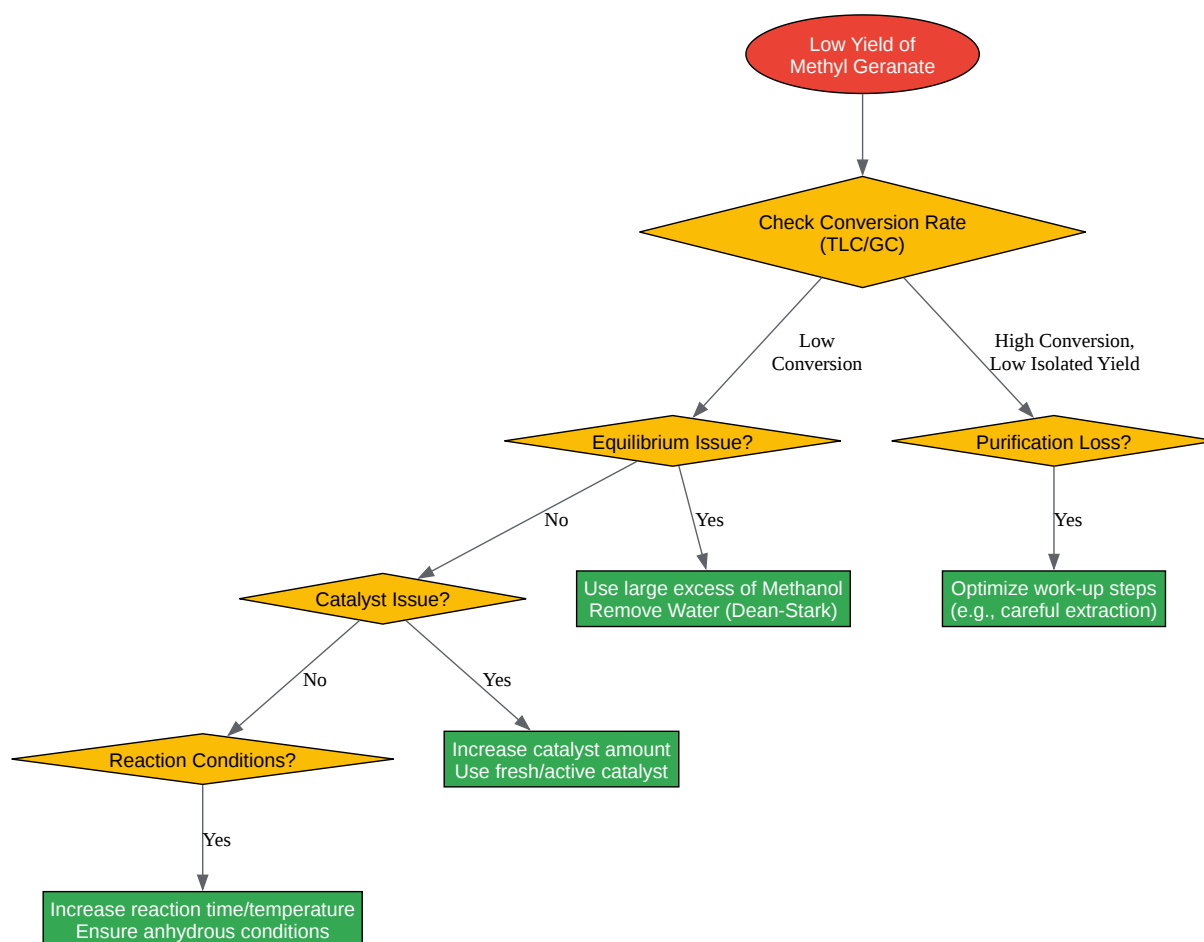 Low Yield of
Methyl Geranate
Check Conversion Rate
(TLC/GC)
Low
Conversion
High Conversion,
Low Isolated Yield
Equilibrium Issue?
Purification Loss?
No
Yes
Yes
Catalyst Issue?
Use large excess of Methanol
Remove Water (Dean-Stark)
Optimize work-up steps
(e.g., careful extraction)
No
Yes
Reaction Conditions?
Increase catalyst amount
Use fresh/active catalyst
Yes
Increase reaction time/temperature
Ensure anhydrous conditions